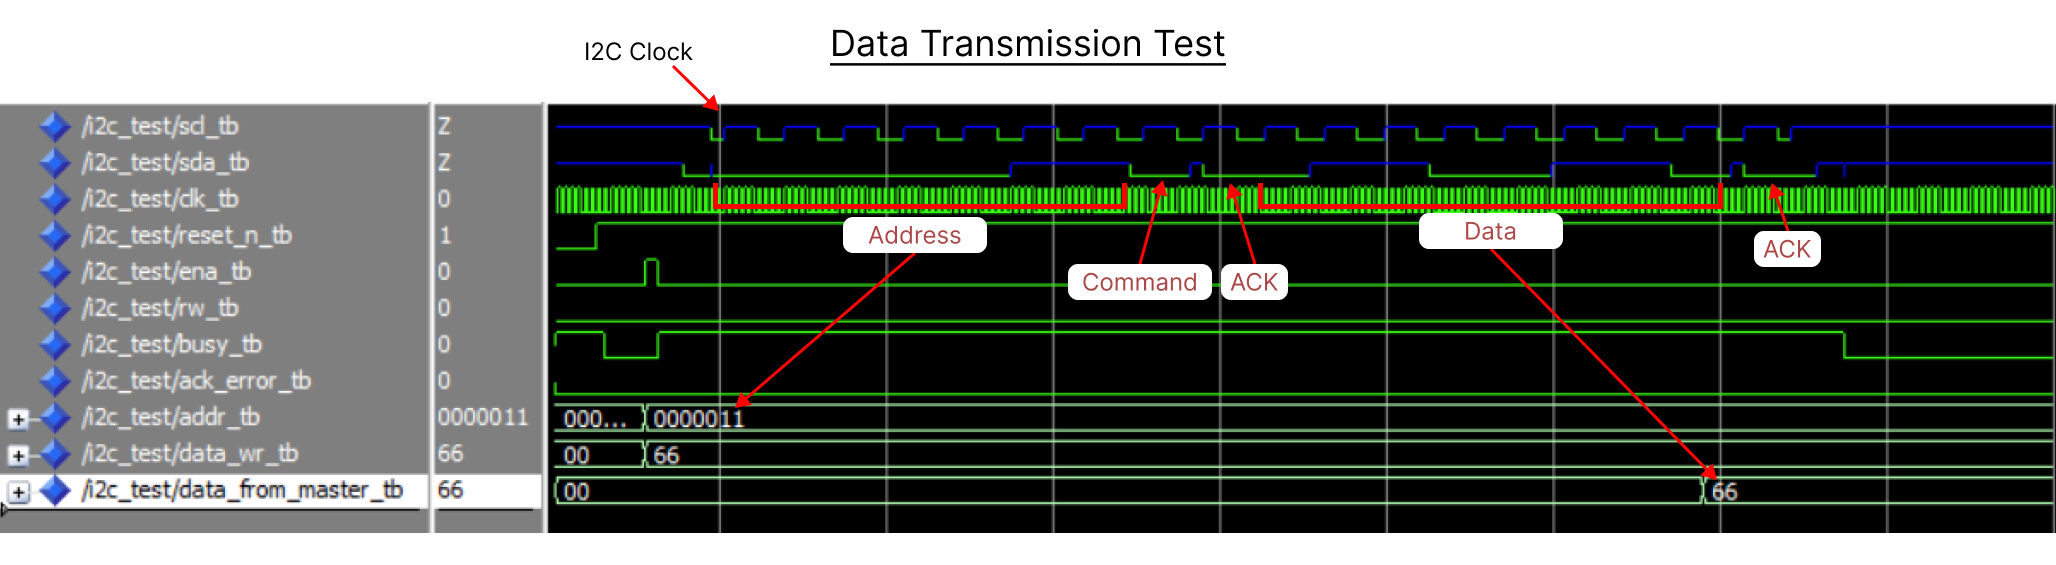 Data Transmission Test
I2C Clock
/i2c_test/scl_tb Z
/i2c_test/sda_tb Z
/i2c_test/clk_tb 0
/i2c_test/reset_n_tb 1
/i2c_test/ena_tb 0
/i2c_test/rw_tb 0
/i2c_test/busy_tb 0
/i2c_test/ack_error_tb 0
/i2c_test/addr_tb 0000011 000... 0000011
/i2c_test/data_wr_tb 66 00 66
/i2c_test/data_from_master_tb 66 00 66
Address
Command
ACK
Data
ACK